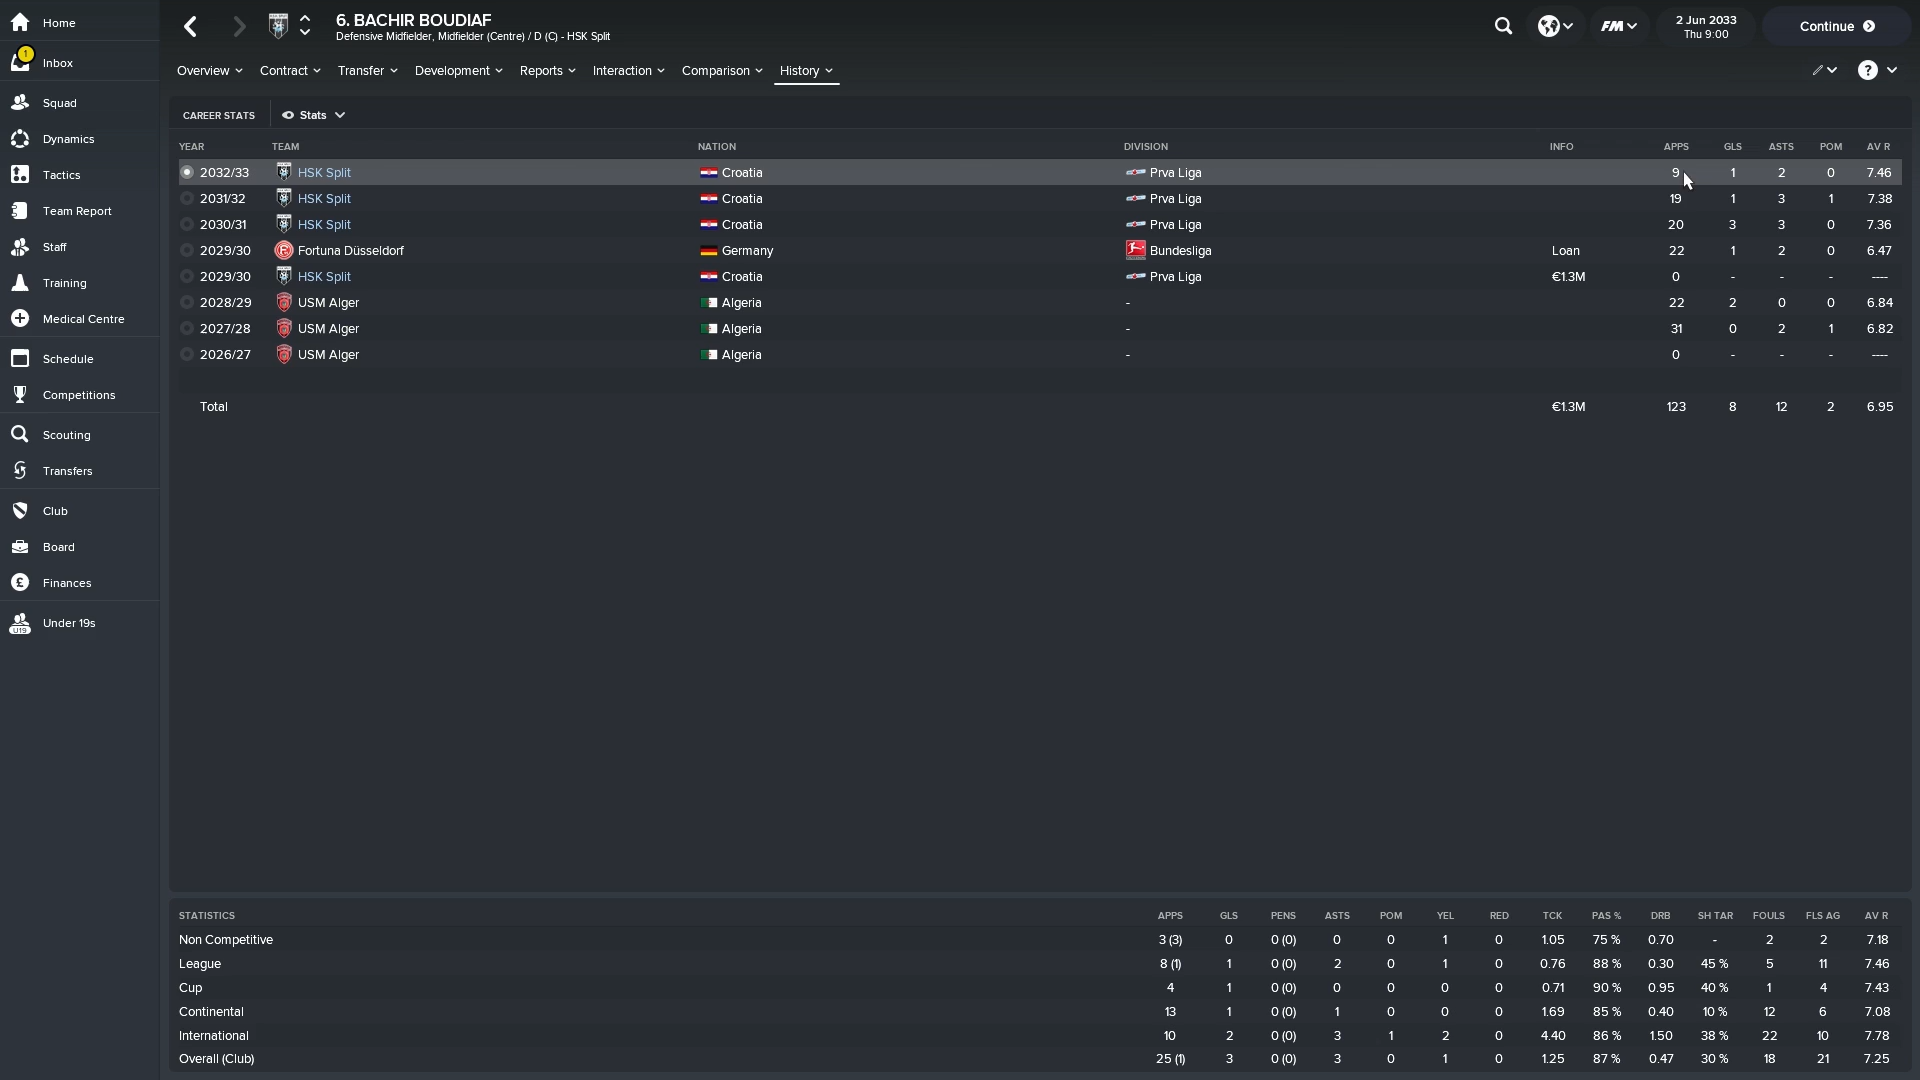 Home
Inbox
1
Squad
Dynamics
Tactics
Team Report
Staff
Training
Medical Centre
Schedule
Competitions
Scouting
Transfers
Club
Board
Finances
Under 19s
U19
6. BACHIR BOUDIAF
Defensive Midfielder, Midfielder (Centre) / D (C) - HSK Split
FM
2 Jun 2033
Thu 9:00
Continue
Overview Contract Transfer Development Reports Interaction Comparison History
?
CAREER STATS Stats
YEAR TEAM NATION DIVISION INFO APPS GLS ASTS POM AV R
2032/33 HSK Split Croatia Prva Liga 9 1 2 0 7.46
2031/32 HSK Split Croatia Prva Liga 19 1 3 1 7.38
2030/31 HSK Split Croatia Prva Liga 20 3 3 0 7.36
2029/30 Fortuna Düsseldorf Germany Bundesliga Loan 22 1 2 0 6.47
2029/30 HSK Split Croatia Prva Liga €1.3M 0 - - - ----
2028/29 USM Alger Algeria - 22 2 0 0 6.84
2027/28 USM Alger Algeria - 31 0 2 1 6.82
2026/27 USM Alger Algeria - 0 - - - ----
Total €1.3M 123 8 12 2 6.95
STATISTICS APPS GLS PENS ASTS POM YEL RED TCK PAS % DRB SH TAR FOULS FLS AG AV R
Non Competitive 3 (3) 0 0 (0) 0 0 1 0 1.05 75 % 0.70 - 2 2 7.18
League 8 (1) 1 0 (0) 2 0 1 0 0.76 88 % 0.30 45 % 5 11 7.46
Cup 4 1 0 (0) 0 0 0 0 0.71 90 % 0.95 40 % 1 4 7.43
Continental 13 1 0 (0) 1 0 0 0 1.69 85 % 0.40 10 % 12 6 7.08
International 10 2 0 (0) 3 1 2 0 4.40 86 % 1.50 38 % 22 10 7.78
Overall (Club) 25 (1) 3 0 (0) 3 0 1 0 1.25 87 % 0.47 30 % 18 21 7.25